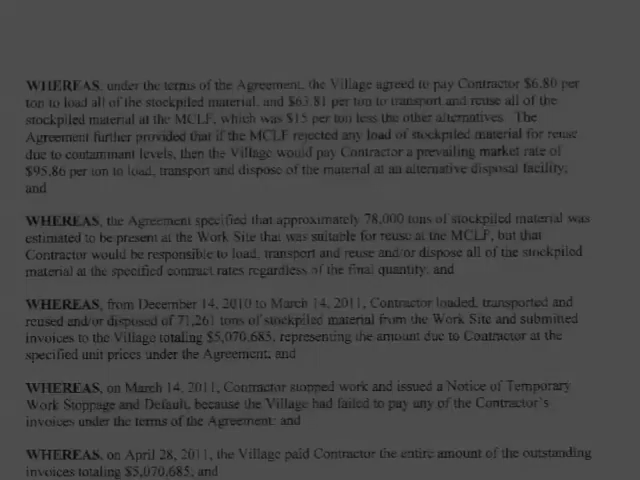 WHEREAS, under the terms of the Agreement, the Village agreed to pay Contractor $6.80 per
ton to load all of the stockpiled material, and $63.81 per ton to transport and reuse all of the
stockpiled material at the MCLF, which was $15 per ton less the other alternatives. The
Agreement further provided that if the MCLF rejected any load of stockpiled material for reuse
due to contaminant levels, then the Village would pay Contractor a prevailing market rate of
$95.86 per ton to load, transport and dispose of the material at an alternative disposal facility;
and
WHEREAS, the Agreement specified that approximately 78,000 tons of stockpiled material was
estimated to be present at the Work Site that was suitable for reuse at the MCLF, but that
Contractor would be responsible to load, transport and reuse and/or dispose all of the stockpiled
material at the specified contract rates regardless of the final quantity; and
WHEREAS, from December 14, 2010 to March 14, 2011, Contractor loaded, transported and
reused and/or disposed of 71,261 tons of stockpiled material from the Work Site and submitted
invoices to the Village totaling $5,070,685, representing the amount due to Contractor at the
specified unit prices under the Agreement; and
WHEREAS, on March 14, 2011, Contractor stopped work and issued a Notice of Temporary
Work Stoppage and Default, because the Village had failed to pay any of the Contractor's
invoices under the terms of the Agreement; and
WHEREAS, on April 28, 2011, the Village paid Contractor the entire amount of the outstanding
invoices totaling $5,070,685; and